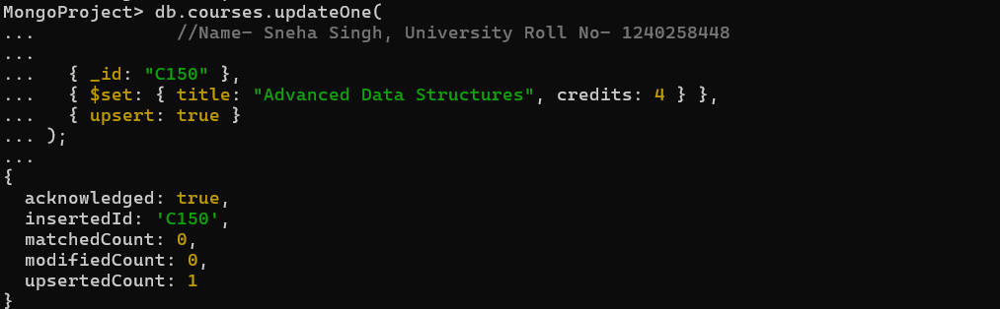 MongoProject> db.courses.updateOne(
...             //Name- Sneha Singh, University Roll No- 1240258448
...
...   { _id: "C150" },
...   { $set: { title: "Advanced Data Structures", credits: 4 } },
...   { upsert: true }
... );
...
{
  acknowledged: true,
  insertedId: 'C150',
  matchedCount: 0,
  modifiedCount: 0,
  upsertedCount: 1
}